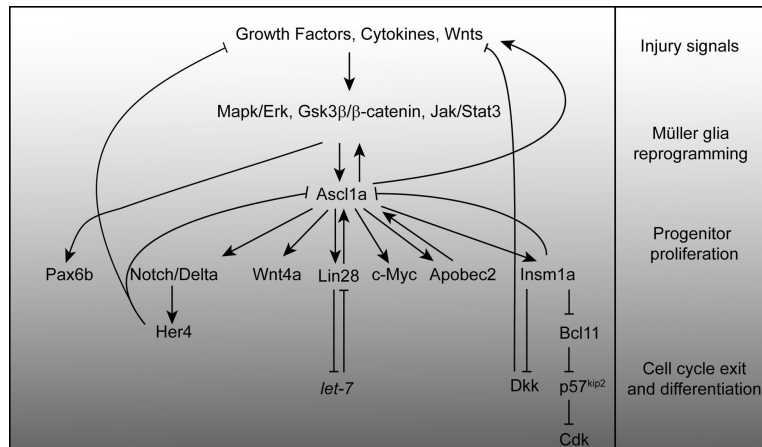 Growth Factors, Cytokines, Wnts
Injury signals
Mapk/Erk, Gsk3β/β-catenin, Jak/Stat3
Müller glia
reprogramming
Ascl1a
Progenitor
proliferation
Pax6b Notch/Delta Wnt4a Lin28 c-Myc Apobec2 Insm1a
Her4
Bcl11
Cell cycle exit
and differentiation
let-7
Dkk
p57kip2
Cdk